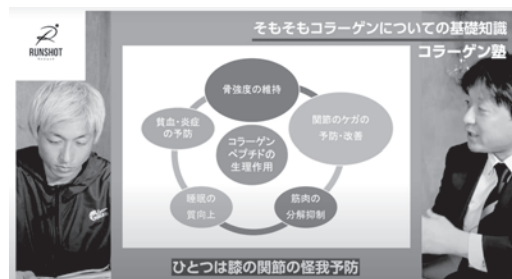 RUNSHOT
そもそもコラーゲンについての基礎知識
コラーゲン塾
骨強度の維持
貧血・炎症
の予防
関節のケガの
予防・改善
コラーゲン
ペプチドの
生理作用
睡眠の
質向上
筋肉の
分解抑制
ひとつは膝の関節の怪我予防